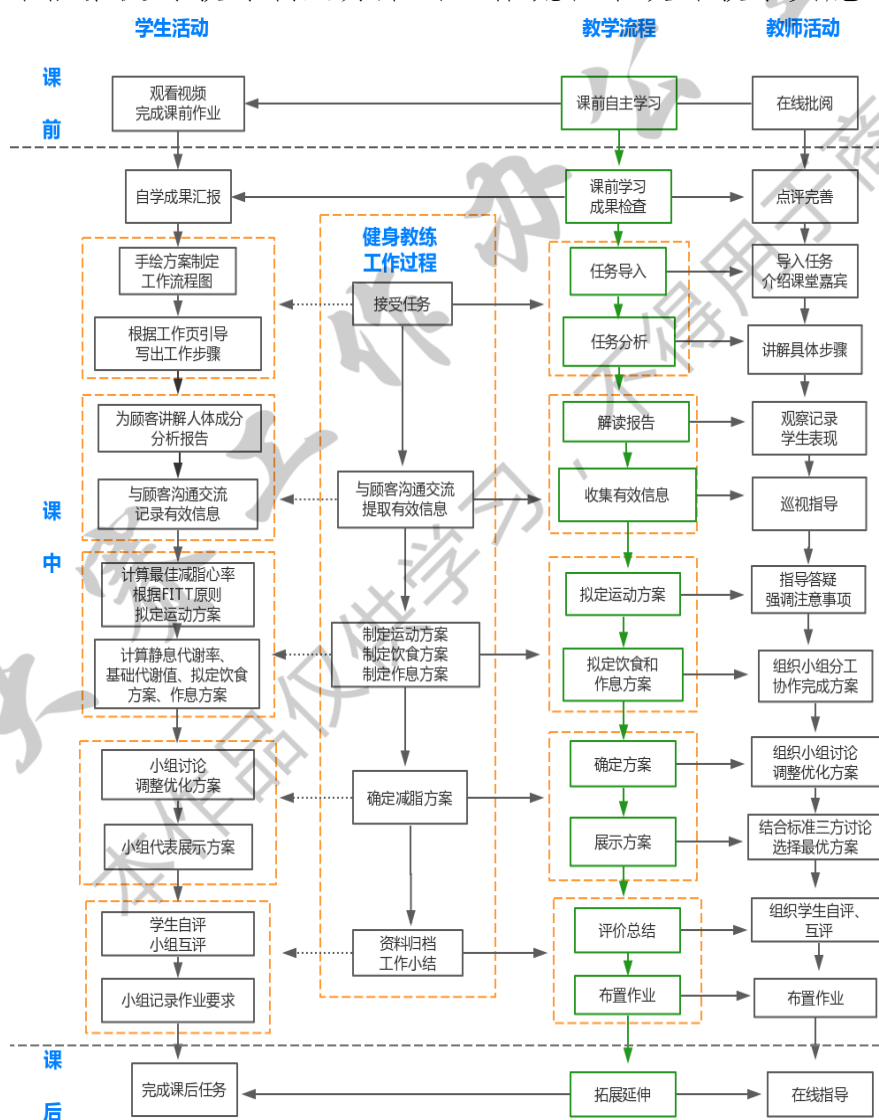 学生活动
教学流程
教师活动
课
前
观看视频
完成课前作业
课前自主学习
在线批阅
自学成果汇报
课前学习
成果检查
点评完善
健身教练
工作过程
手绘方案制定
工作流程图
接受任务
任务导入
导入任务
介绍课堂嘉宾
根据工作页引导
写出工作步骤
任务分析
讲解具体步骤
课
中
为顾客讲解人体成分
分析报告
解读报告
观察记录
学生表现
与顾客沟通交流
记录有效信息
与顾客沟通交流
提取有效信息
收集有效信息
巡视指导
计算最佳减脂心率
根据FITT原则
拟定运动方案
拟定运动方案
指导答疑
强调注意事项
计算静息代谢率、
基础代谢值、拟定饮食
方案、作息方案
制定运动方案
制定饮食方案
制定作息方案
拟定饮食和
作息方案
组织小组分工
协作完成方案
小组讨论
调整优化方案
确定减脂方案
确定方案
组织小组讨论
调整优化方案
小组代表展示方案
展示方案
结合标准三方讨论
选择最优方案
学生自评
小组互评
资料归档
工作小结
评价总结
组织学生自评、
互评
小组记录作业要求
布置作业
布置作业
课
后
完成课后任务
拓展延伸
在线指导
本作品仅供学习，不得用于商